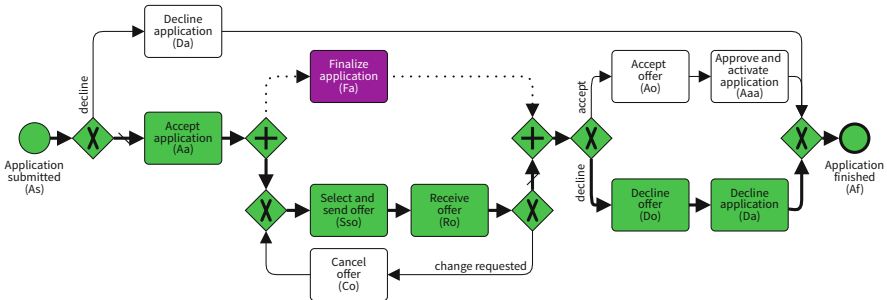 Decline
application
(Da)
decline
Finalize
application
(Fa)
accept
Accept
offer
(Ao)
Approve and
activate
application
(Aaa)
Application
submitted
(As)
Accept
application
(Aa)
Select and
send offer
(Sso)
Receive
offer
(Ro)
decline
Decline
offer
(Do)
Decline
application
(Da)
Application
finished
(Af)
Cancel
offer
(Co)
change requested